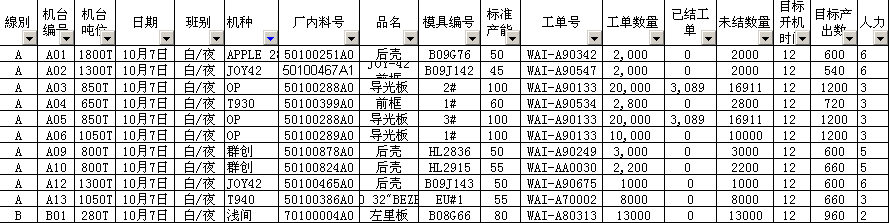 線別 机台编号 机台吨位 日期 班别 机种 厂内料号 品名 模具编号 标准产能 工单号 工单数量 已结工单 未结数量 目标开机时间 目标产出数 人力
A A01 1800T 10月7日 白/夜 APPLE 50100251A0 后壳 B09G76 50 WAI-A90342 2,000 0 2000 12 600 6
A A02 1300T 10月7日 白/夜 JOY42 50100467A1 JOY-42 前框 B09J142 45 WAI-A90547 2,000 0 2000 12 540 6
A A03 850T 10月7日 白/夜 OP 50100288A0 导光板 2# 100 WAI-A90133 20,000 3,089 16911 12 1200 3
A A04 650T 10月7日 白/夜 T930 50100399A0 前框 1# 60 WAI-A90534 2,800 0 2800 12 720 3
A A05 850T 10月7日 白/夜 OP 50100288A0 导光板 3# 100 WAI-A90133 20,000 3,089 16911 12 1200 3
A A06 1050T 10月7日 白/夜 OP 50100289A0 导光板 1# 100 WAI-A90133 10,000 0 10000 12 1200 3
A A09 800T 10月7日 白/夜 群创 50100878A0 后壳 HL2836 50 WAI-A90249 3,000 0 3000 12 600 5
A A10 800T 10月7日 白/夜 群创 50100824A0 后壳 HL2915 55 WAI-AA0030 2,200 0 2200 12 660 5
A A12 1300T 10月7日 白/夜 JOY42 50100465A0 后壳 B09J143 50 WAI-A90675 1000 0 1000 12 600 6
A A13 1050T 10月7日 白/夜 T940 50100386A0 32"BEZE EU#1 55 WAI-A70002 8000 0 8000 12 660 3
B B01 280T 10月7日 白/夜 浅间 70100004A0 左里板 B08G66 80 WAI-A80313 13000 0 13000 12 960 2